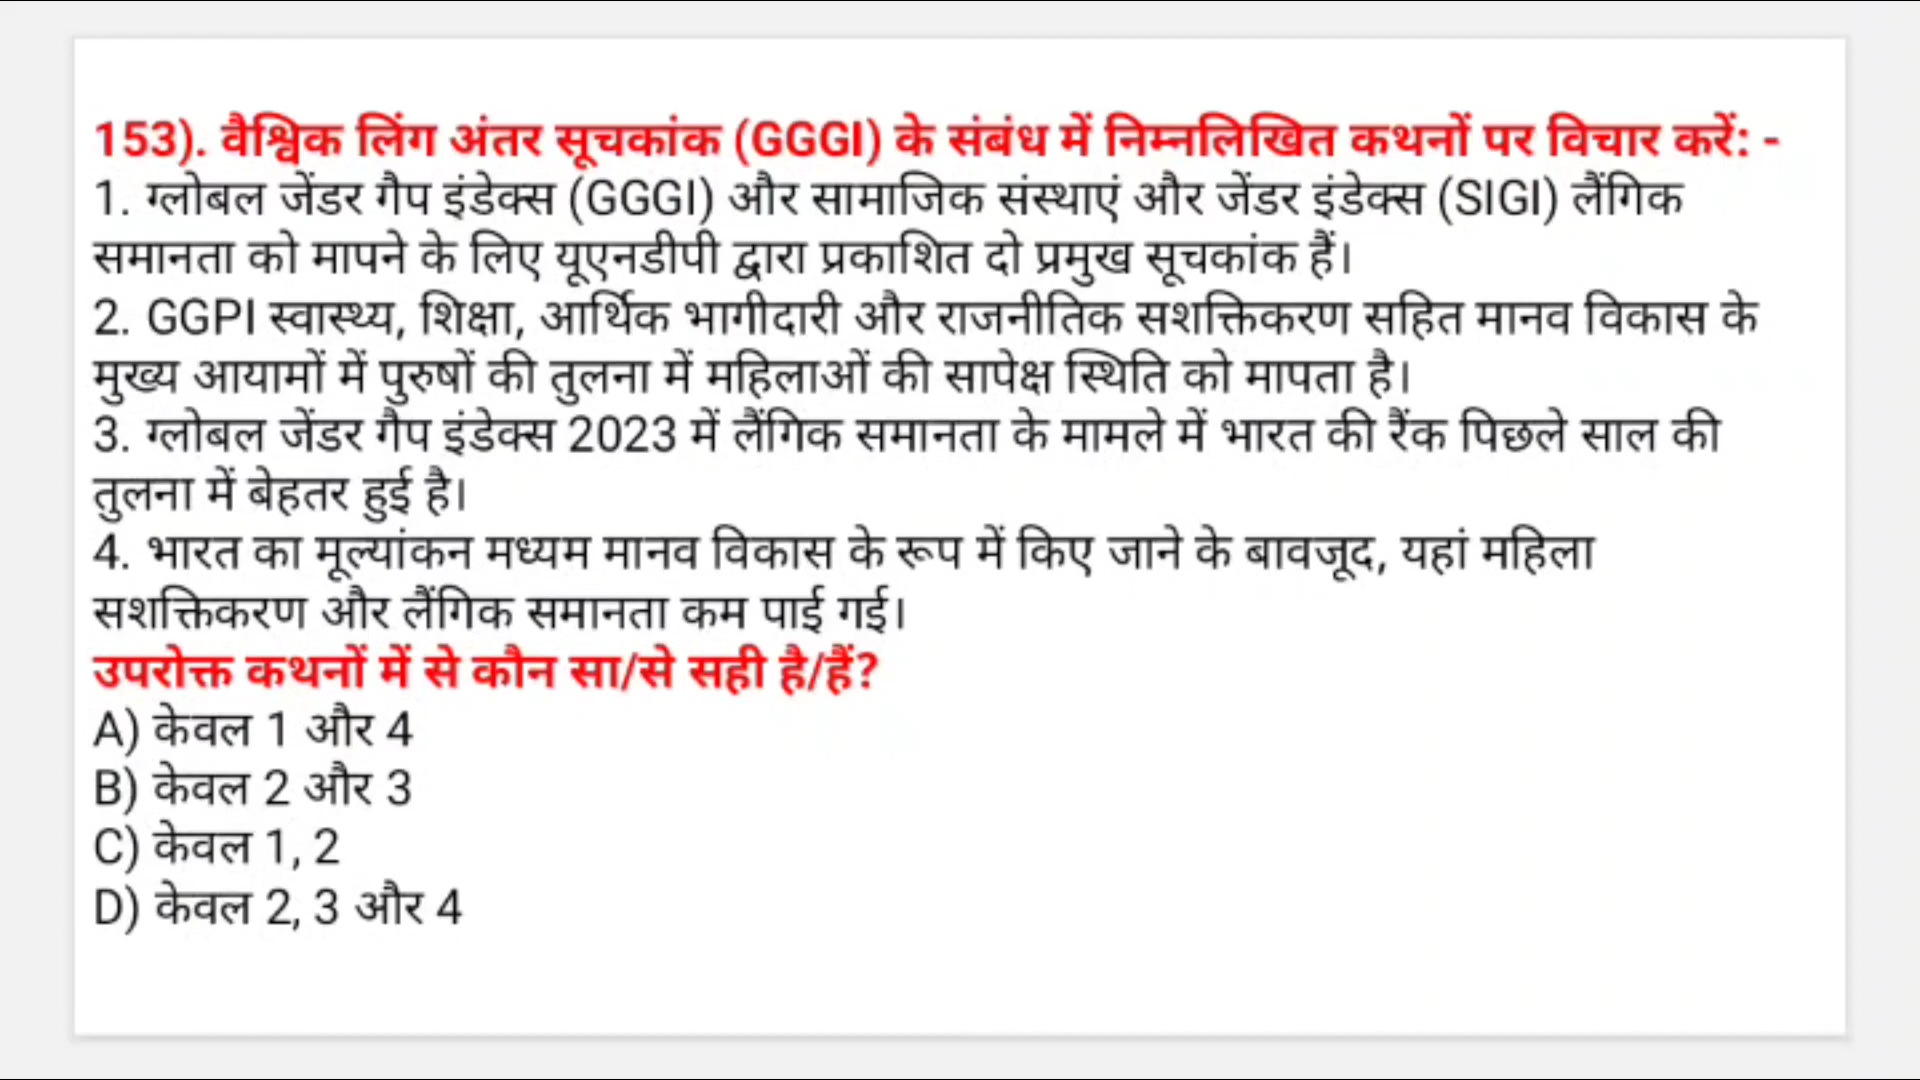 153). वैश्विक लिंग अंतर सूचकांक (GGGI) के संबंध में निम्नलिखित कथनों पर विचार करें: -
1. ग्लोबल जेंडर गैप इंडेक्स (GGGI) और सामाजिक संस्थाएं और जेंडर इंडेक्स (SIGI) लैंगिक
समानता को मापने के लिए यूएनडीपी द्वारा प्रकाशित दो प्रमुख सूचकांक हैं।
2. GGPI स्वास्थ्य, शिक्षा, आर्थिक भागीदारी और राजनीतिक सशक्तिकरण सहित मानव विकास के
मुख्य आयामों में पुरुषों की तुलना में महिलाओं की सापेक्ष स्थिति को मापता है।
3. ग्लोबल जेंडर गैप इंडेक्स 2023 में लैंगिक समानता के मामले में भारत की रैंक पिछले साल की
तुलना में बेहतर हुई है।
4. भारत का मूल्यांकन मध्यम मानव विकास के रूप में किए जाने के बावजूद, यहां महिला
सशक्तिकरण और लैंगिक समानता कम पाई गई।
उपरोक्त कथनों में से कौन सा/से सही है/हैं?
A) केवल 1 और 4
B) केवल 2 और 3
C) केवल 1, 2
D) केवल 2, 3 और 4